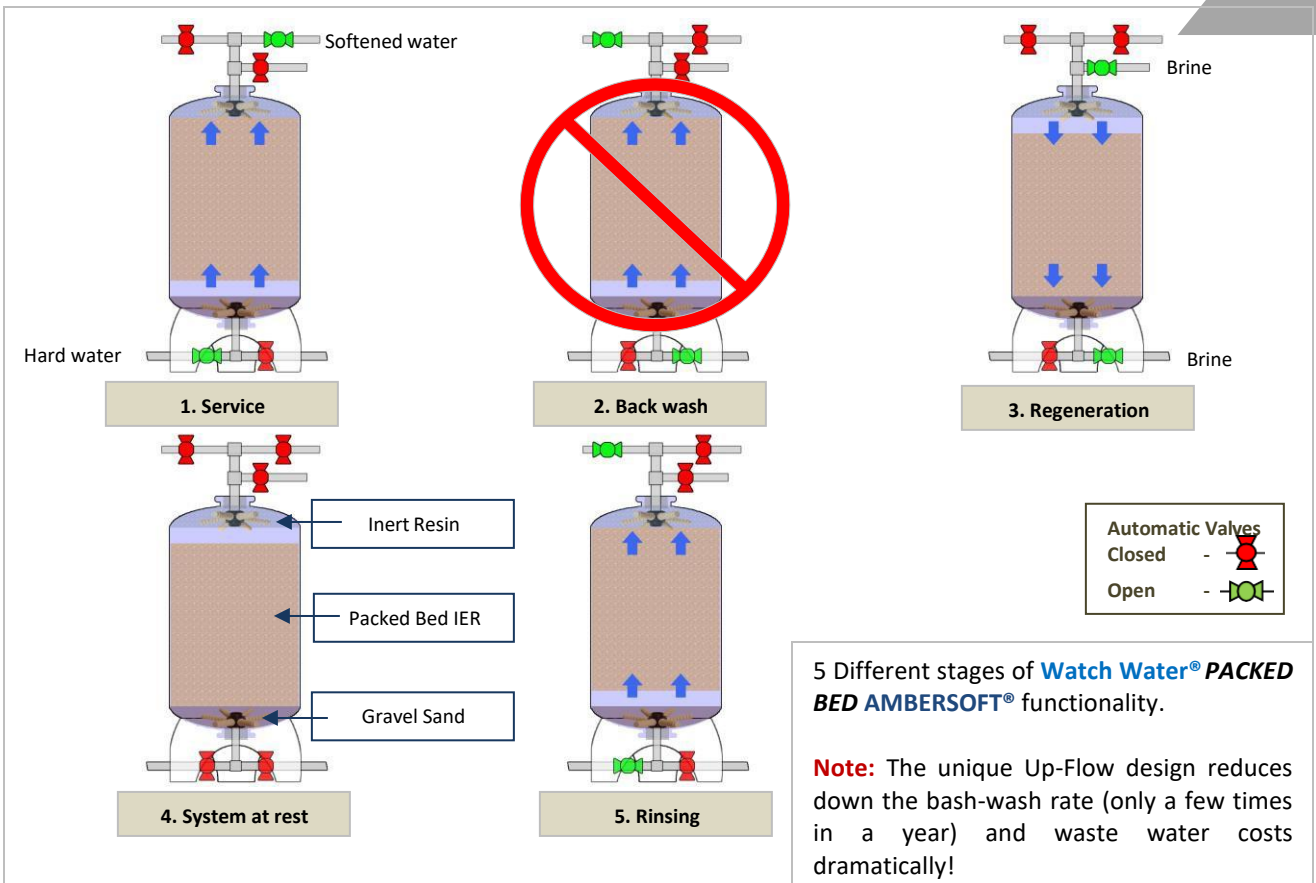 Softened water
Hard water
1. Service
2. Back wash
Brine
Brine
3. Regeneration
Inert Resin
Packed Bed IER
Gravel Sand
4. System at rest
5. Rinsing
Automatic Valves
Closed -
Open -
5 Different stages of Watch Water® PACKED
BED AMBERSOFT® functionality.
Note: The unique Up-Flow design reduces
down the bash-wash rate (only a few times
in a year) and waste water costs
dramatically!